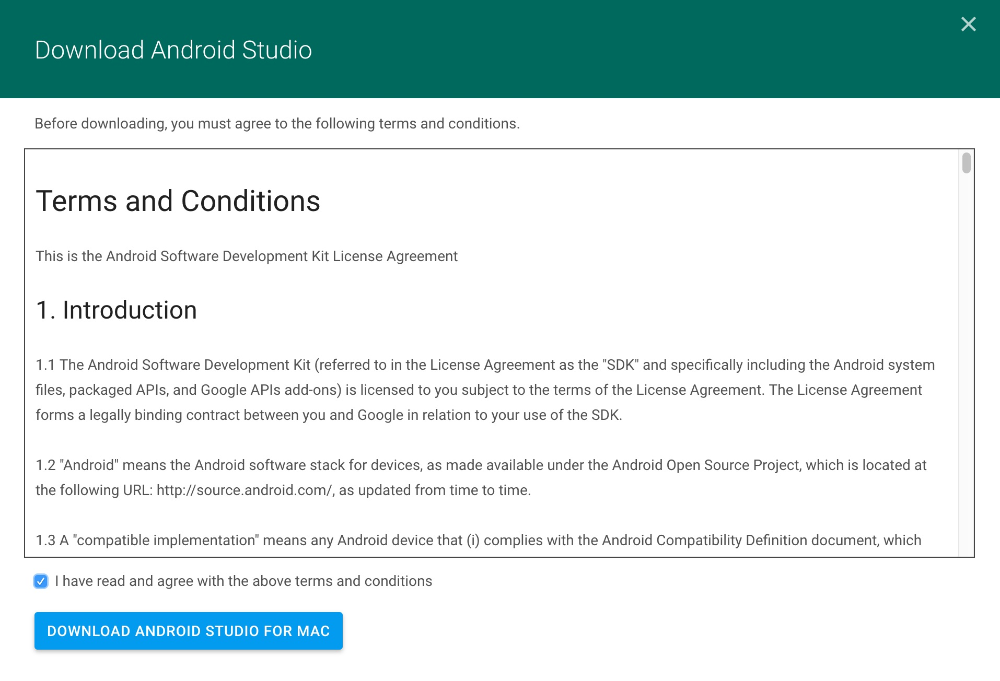 Download Android Studio
Before downloading, you must agree to the following terms and conditions.
Terms and Conditions
This is the Android Software Development Kit License Agreement
1. Introduction
1.1 The Android Software Development Kit (referred to in the License Agreement as the "SDK" and specifically including the Android system
files, packaged APIs, and Google APIs add-ons) is licensed to you subject to the terms of the License Agreement. The License Agreement
forms a legally binding contract between you and Google in relation to your use of the SDK.
1.2 "Android" means the Android software stack for devices, as made available under the Android Open Source Project, which is located at
the following URL: http://source.android.com/, as updated from time to time.
1.3 A "compatible implementation" means any Android device that (i) complies with the Android Compatibility Definition document, which
I have read and agree with the above terms and conditions
DOWNLOAD ANDROID STUDIO FOR MAC